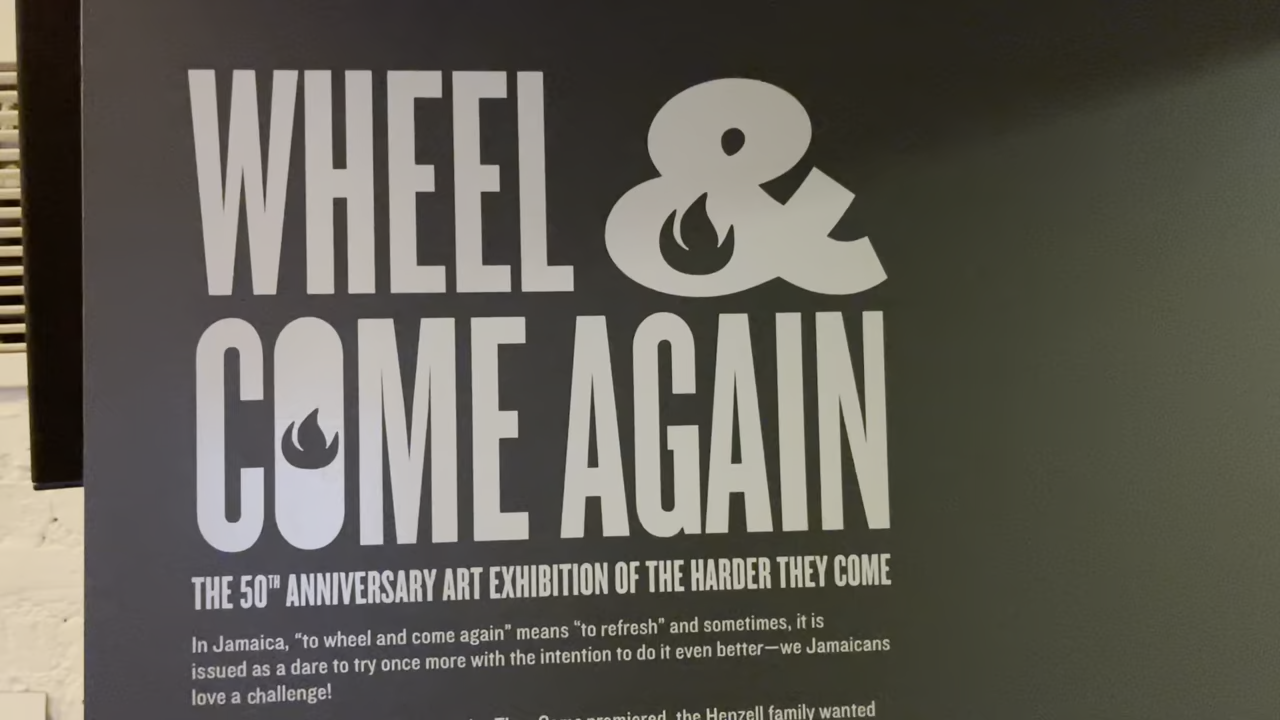 WHEEL &
COME AGAIN
THE 50TH ANNIVERSARY ART EXHIBITION OF THE HARDER THEY COME
In Jamaica, “to wheel and come again” means “to refresh” and sometimes, it is
issued as a dare to try once more with the intention to do it even better—we Jamaicans
love a challenge!
premiered, the Henzell family wanted